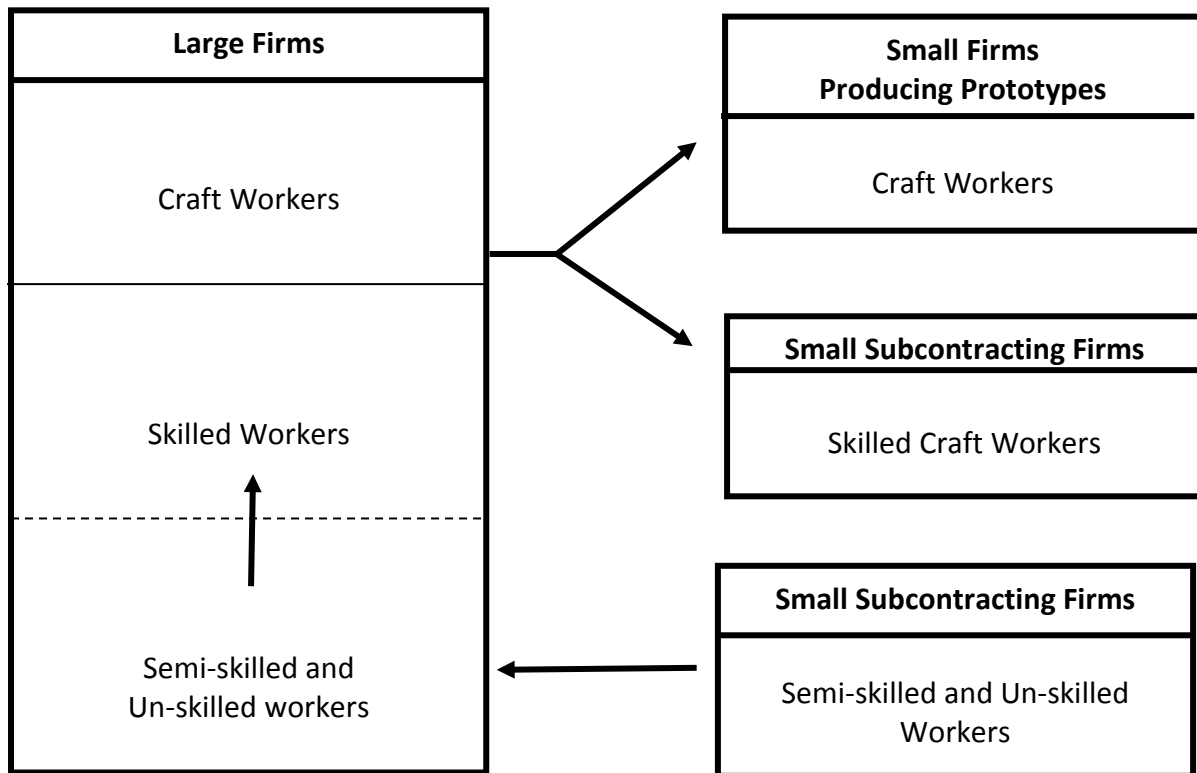 Large Firms
Craft Workers
Skilled Workers
Semi-skilled and
Un-skilled workers
Small Firms
Producing Prototypes
Craft Workers
Small Subcontracting Firms
Skilled Craft Workers
Small Subcontracting Firms
Semi-skilled and Un-skilled
Workers